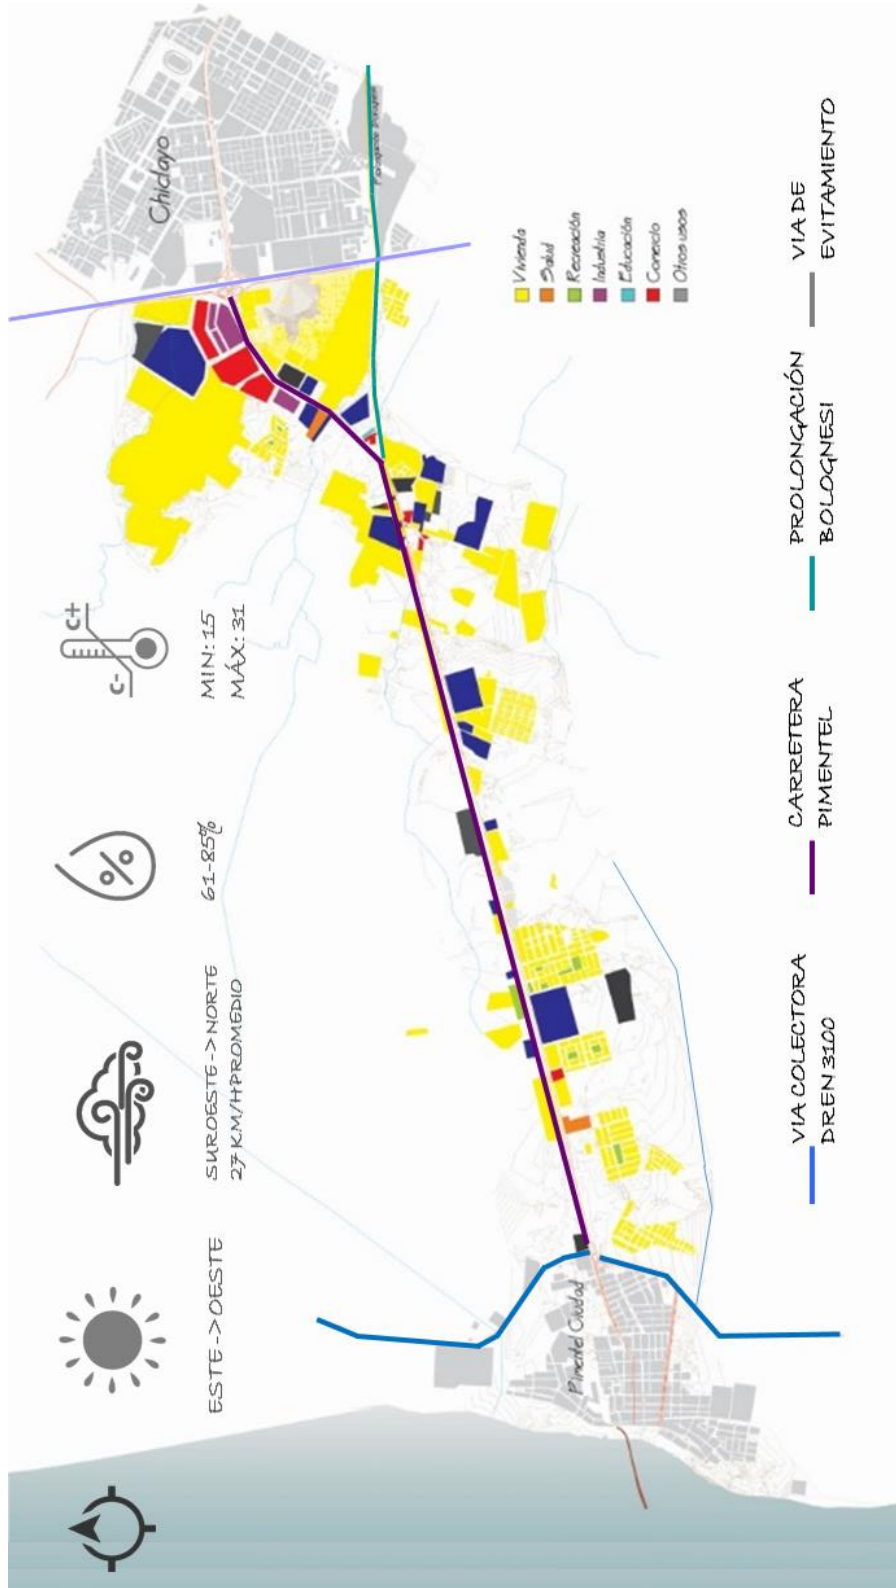 ESTE -> OESTE
SUROESTE -> NORTE
27 KM/H PROMEDIO
61-85%
C-
C+
MIN: 15
MÁX: 31
Chiclayo
Pimentel Ciudad
Vivienda
Salud
Recreación
Industria
Educación
Comercio
Otros usos
VIA COLECTORA
DREN 3100
CARRETERA
PIMENTEL
PROLONGACIÓN
BOLOGNESI
VIA DE
EVITAMIENTO